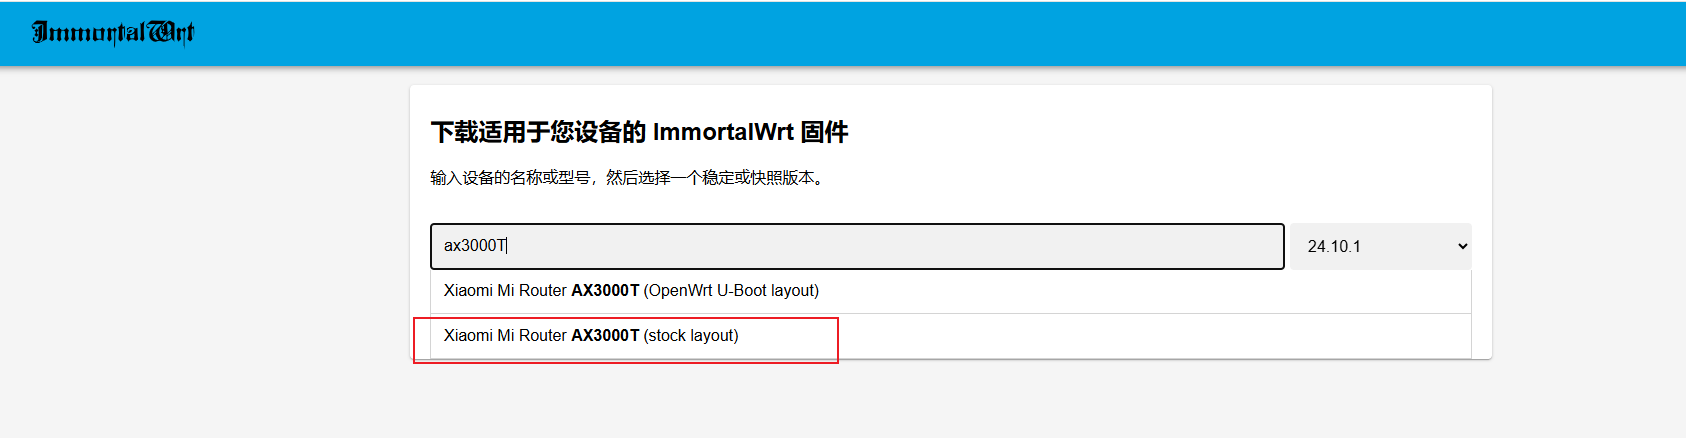 ImmortalWrt
下载适用于您设备的 ImmortalWrt 固件
输入设备的名称或型号，然后选择一个稳定或快照版本。
ax3000T
24.10.1
Xiaomi Mi Router AX3000T (OpenWrt U-Boot layout)
Xiaomi Mi Router AX3000T (stock layout)